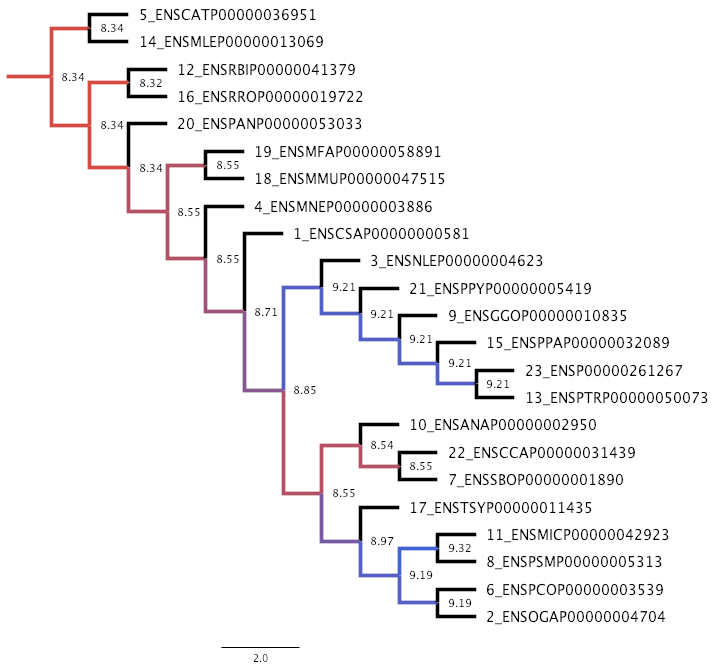 5_ENSCATP00000036951
8.34
14_ENSMLEP00000013069
8.34
12_ENSRBIP00000041379
8.32
16_ENSRROP00000019722
8.34
20_ENSPANP00000053033
19_ENSMFAP00000058891
8.34
8.55
18_ENSMMUP00000047515
4_ENSMNEP00000003886
8.55
1_ENSCSAP00000000581
8.55
3_ENSNLEP00000004623
21_ENSPPYP00000005419
9.21
8.71
9_ENSGGOP00000010835
9.21
15_ENSPPAP00000032089
9.21
9.21
23_ENSP00000261267
9.21
8.85
13_ENSPTRP00000050073
10_ENSANAP00000002950
8.54
22_ENSCCAP00000031439
8.55
7_ENSSBOP00000001890
8.55
17_ENSTSYP00000011435
11_ENSMICP00000042923
8.97
9.32
8_ENSPSMP00000005313
9.19
6_ENSPCOP00000003539
9.19
2_ENSOGAP00000004704
2.0